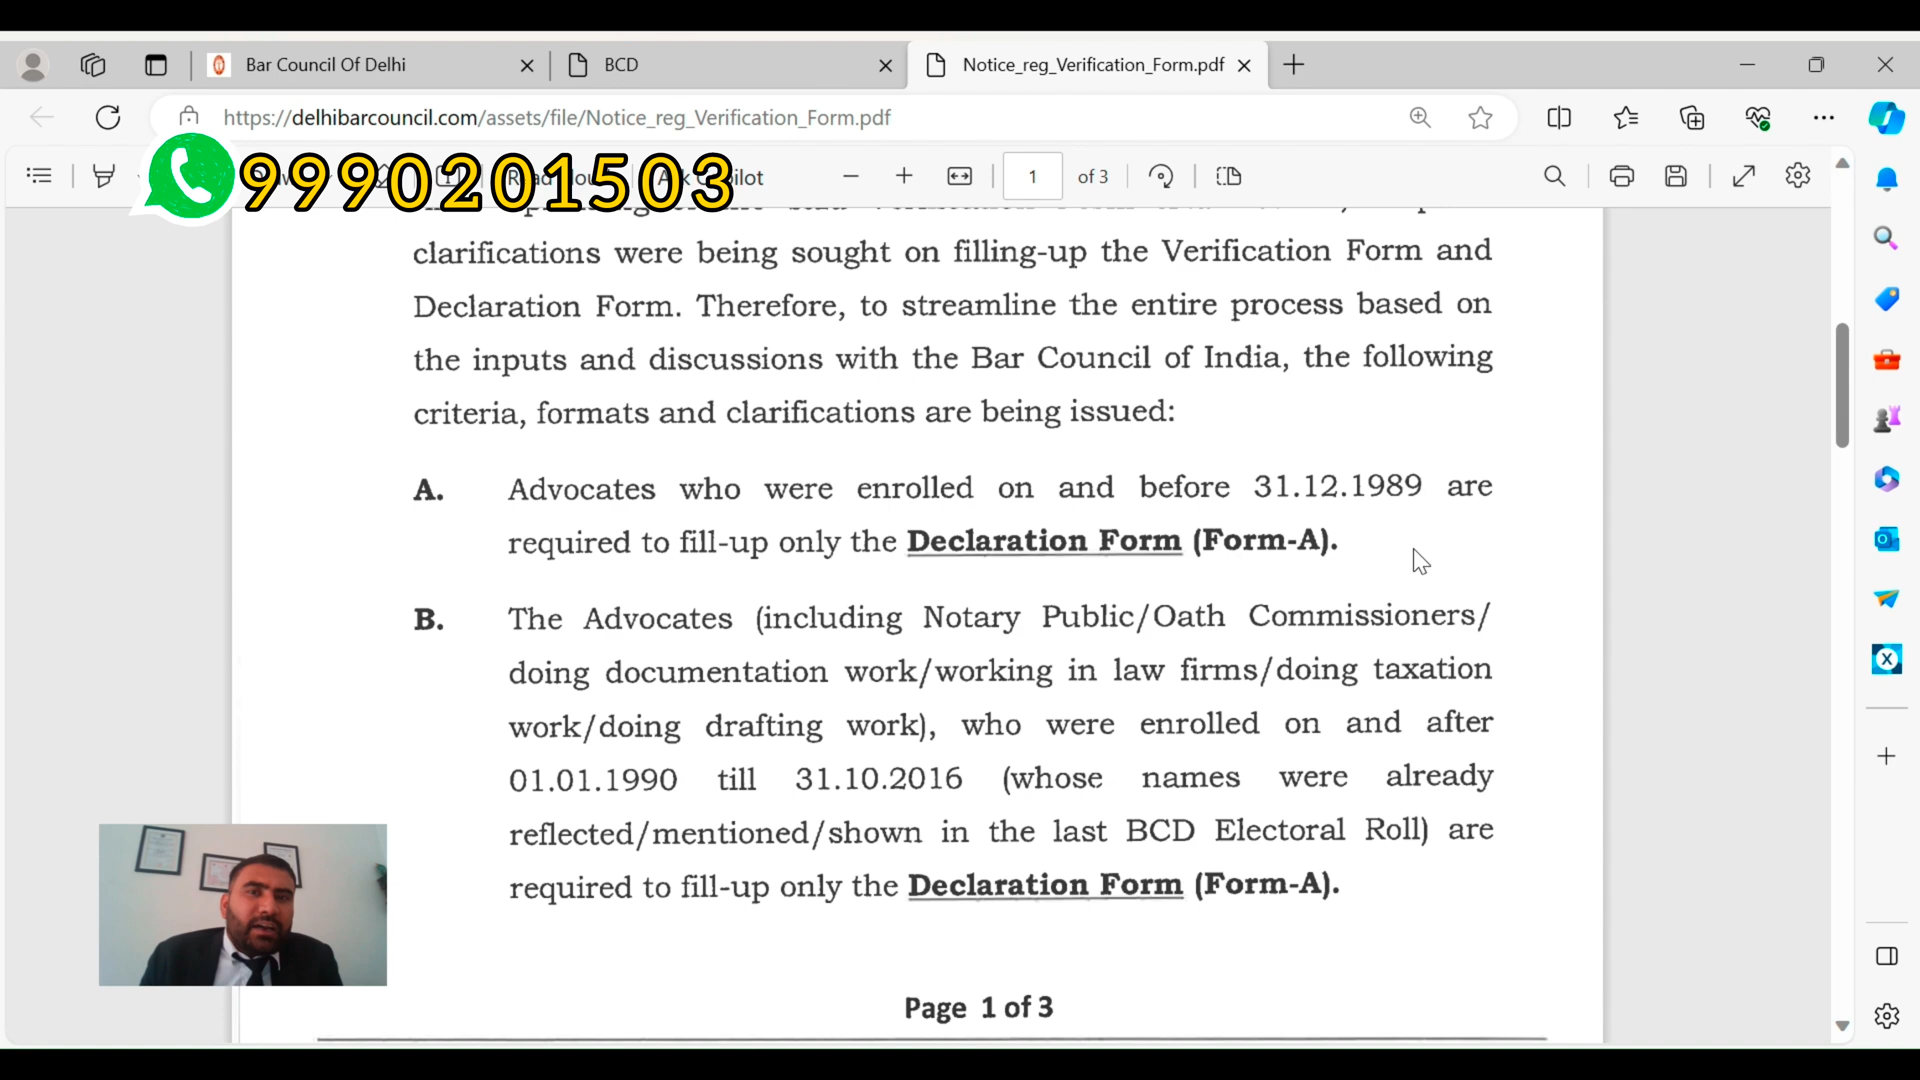 Bar Council Of Delhi
BCD
Notice_reg_Verification_Form.pdf
https://delhibarcouncil.com/assets/file/Notice_reg_Verification_Form.pdf
9990201503
1
of 3
clarifications were being sought on filling-up the Verification Form and
Declaration Form. Therefore, to streamline the entire process based on
the inputs and discussions with the Bar Council of India, the following
criteria, formats and clarifications are being issued:
A. Advocates who were enrolled on and before 31.12.1989 are
required to fill-up only the Declaration Form (Form-A).
B. The Advocates (including Notary Public/Oath Commissioners/
doing documentation work/working in law firms/doing taxation
work/doing drafting work), who were enrolled on and after
01.01.1990 till 31.10.2016 (whose names were already
reflected/mentioned/shown in the last BCD Electoral Roll) are
required to fill-up only the Declaration Form (Form-A).
Page 1 of 3